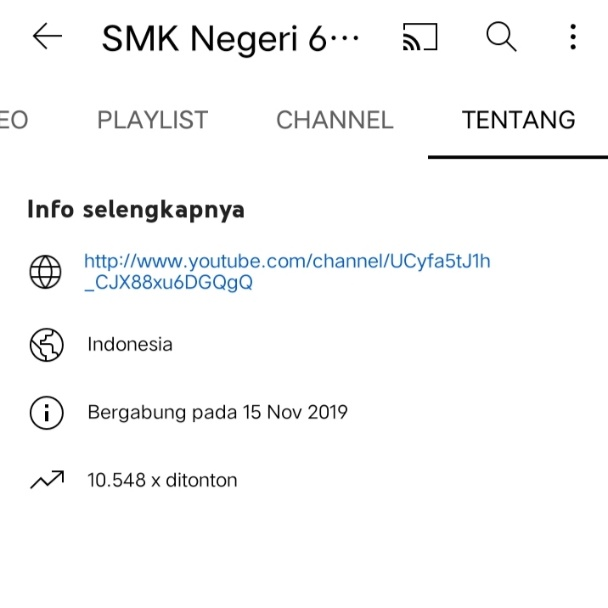 SMK Negeri 6...
EO PLAYLIST CHANNEL TENTANG
Info selengkapnya
http://www.youtube.com/channel/UCyfa5tJ1h
_CJX88xu6DGQgQ
Indonesia
Bergabung pada 15 Nov 2019
10.548 x ditonton